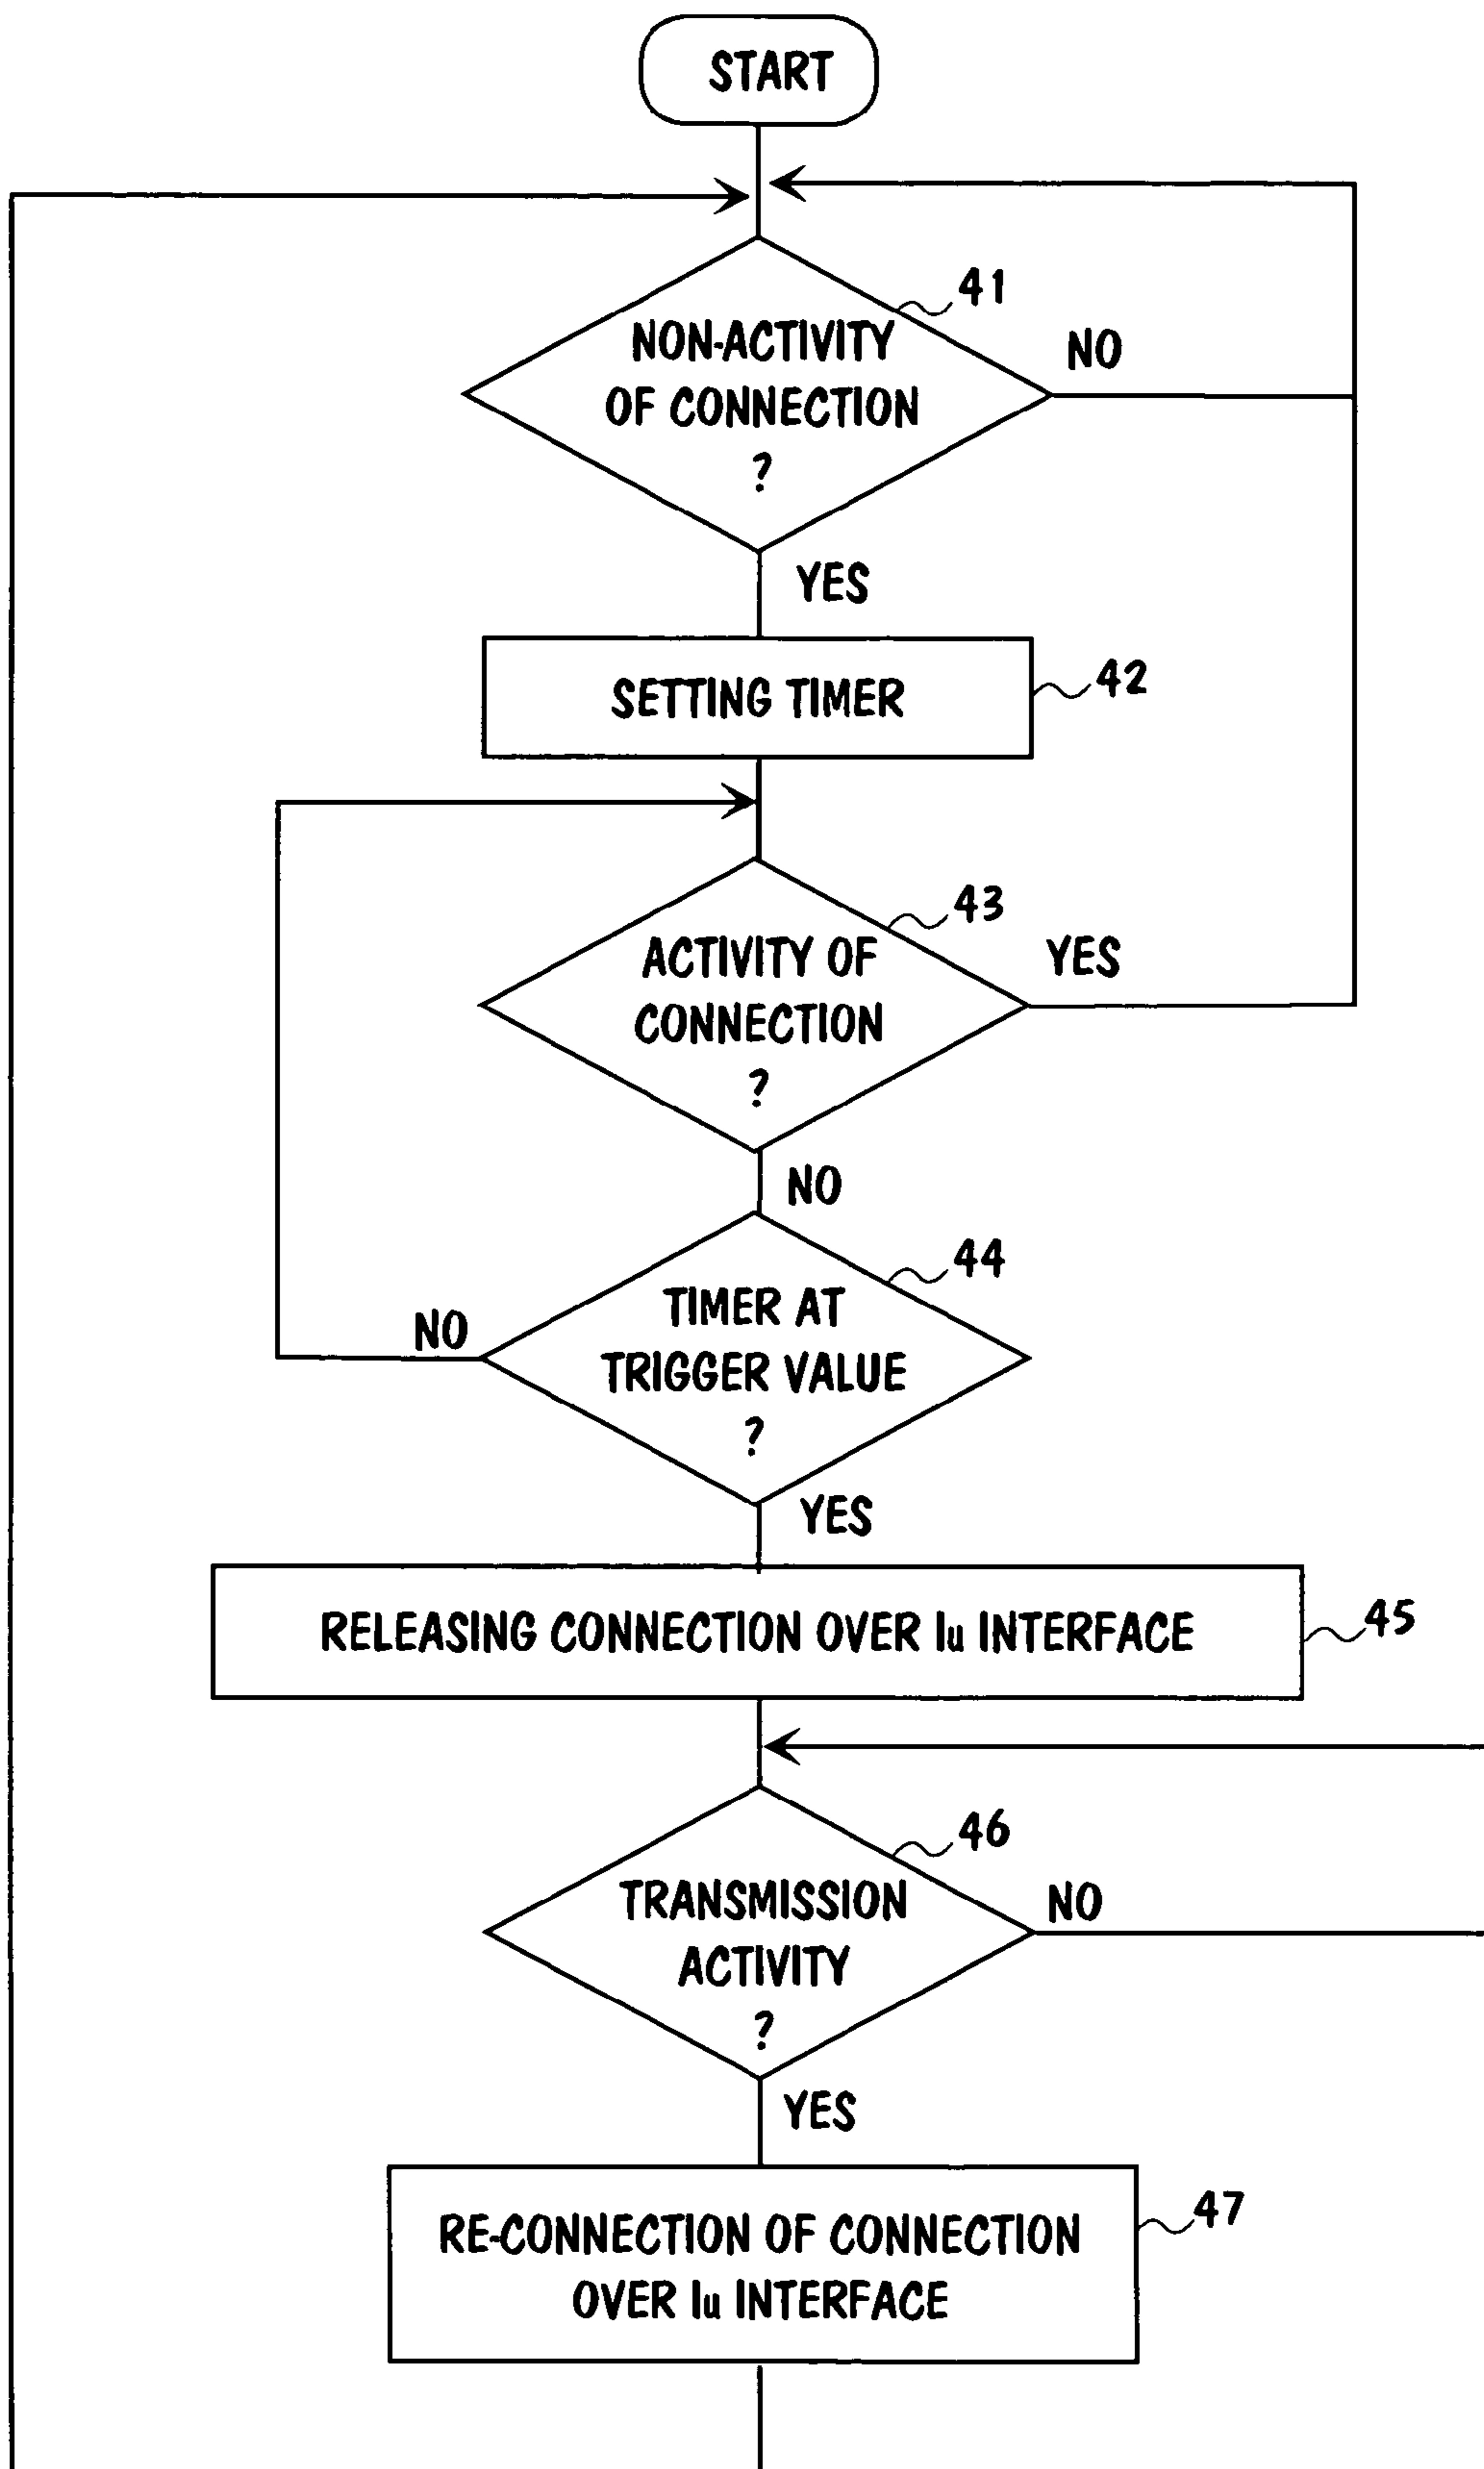 START
41
NON-ACTIVITY
OF CONNECTION
?
NO
YES
SETTING TIMER
42
43
ACTIVITY OF
CONNECTION
?
YES
NO
44
TIMER AT
TRIGGER VALUE
?
NO
YES
RELEASING CONNECTION OVER Iu INTERFACE
45
46
TRANSMISSION
ACTIVITY
?
NO
YES
RE-CONNECTION OF CONNECTION
OVER Iu INTERFACE
47